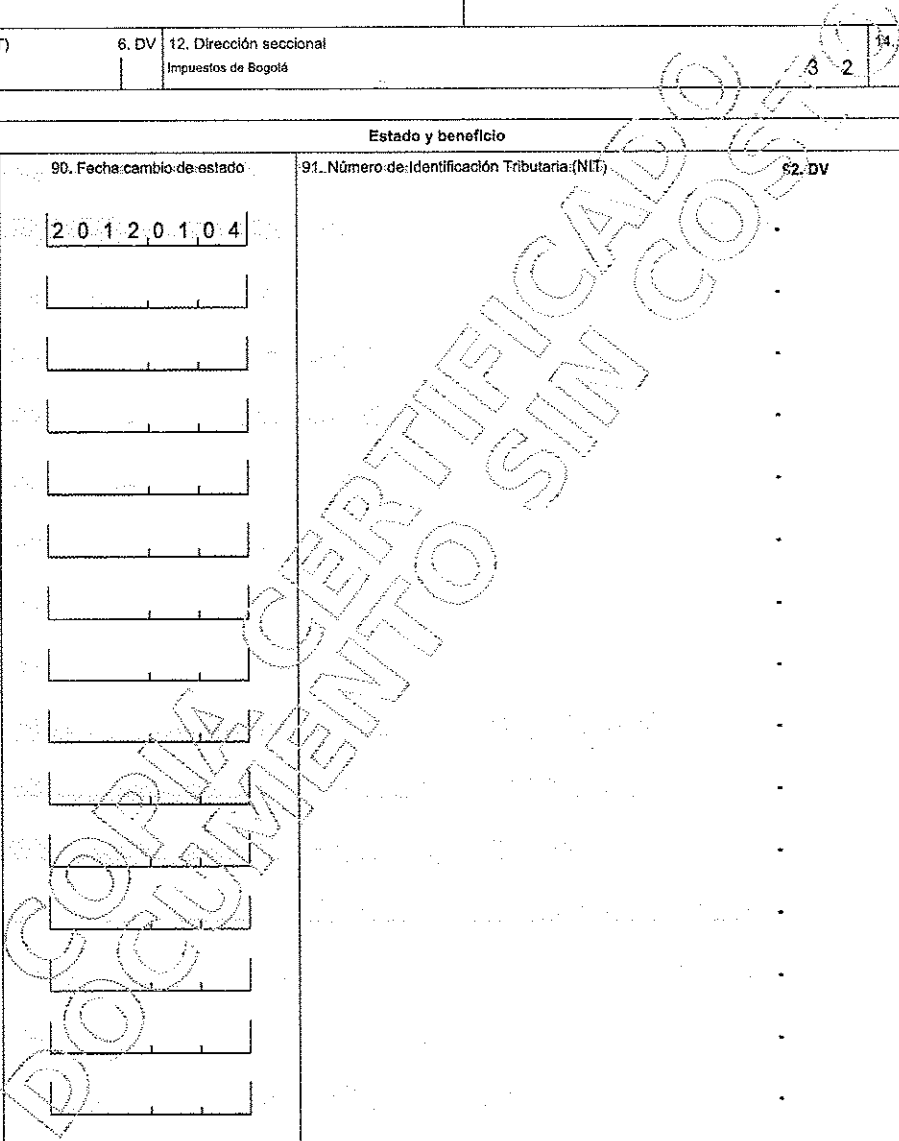 T) 6. DV 12. Dirección seccional 14.
Impuestos de Bogotá 3 2
Estado y beneficio
90. Fecha cambio de estado 91. Número de Identificación Tributaria (NIT) 92. DV
2 0 1 2 0 1 0 4 -
-
-
-
-
-
-
-
-
-
-
-
-
-
-
COPIA CERTIFICADO
DOCUMENTO SIN COSTO